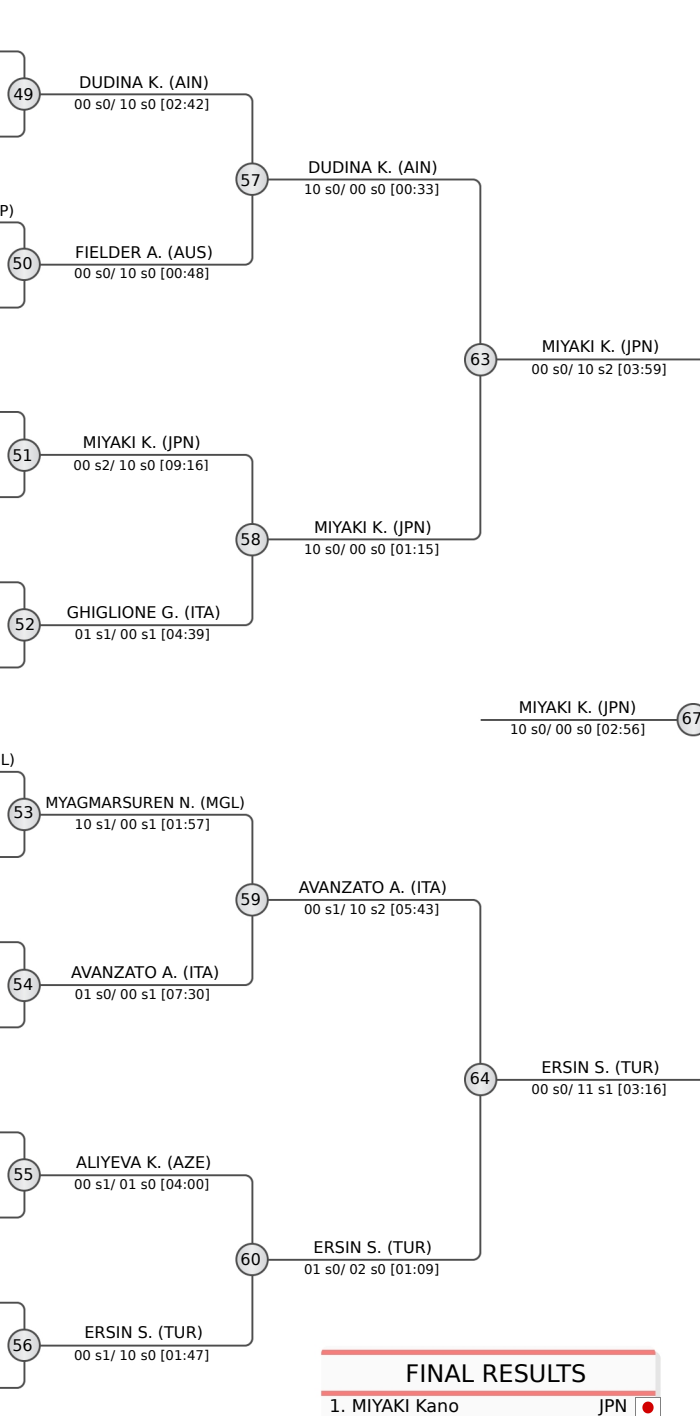 DUDINA K. (AIN)
49
00 s0/ 10 s0 [02:42]
DUDINA K. (AIN)
57
10 s0/ 00 s0 [00:33]
P)
FIELDER A. (AUS)
50
00 s0/ 10 s0 [00:48]
MIYAKI K. (JPN)
63
00 s0/ 10 s2 [03:59]
MIYAKI K. (JPN)
51
00 s2/ 10 s0 [09:16]
MIYAKI K. (JPN)
58
10 s0/ 00 s0 [01:15]
GHIGLIONE G. (ITA)
52
01 s1/ 00 s1 [04:39]
MIYAKI K. (JPN)
67
10 s0/ 00 s0 [02:56]
L)
MYAGMARSUREN N. (MGL)
53
10 s1/ 00 s1 [01:57]
AVANZATO A. (ITA)
59
00 s1/ 10 s2 [05:43]
AVANZATO A. (ITA)
54
01 s0/ 00 s1 [07:30]
ERSIN S. (TUR)
64
00 s0/ 11 s1 [03:16]
ALIYEVA K. (AZE)
55
00 s1/ 01 s0 [04:00]
ERSIN S. (TUR)
60
01 s0/ 02 s0 [01:09]
ERSIN S. (TUR)
56
00 s1/ 10 s0 [01:47]
FINAL RESULTS
1. MIYAKI Kano JPN